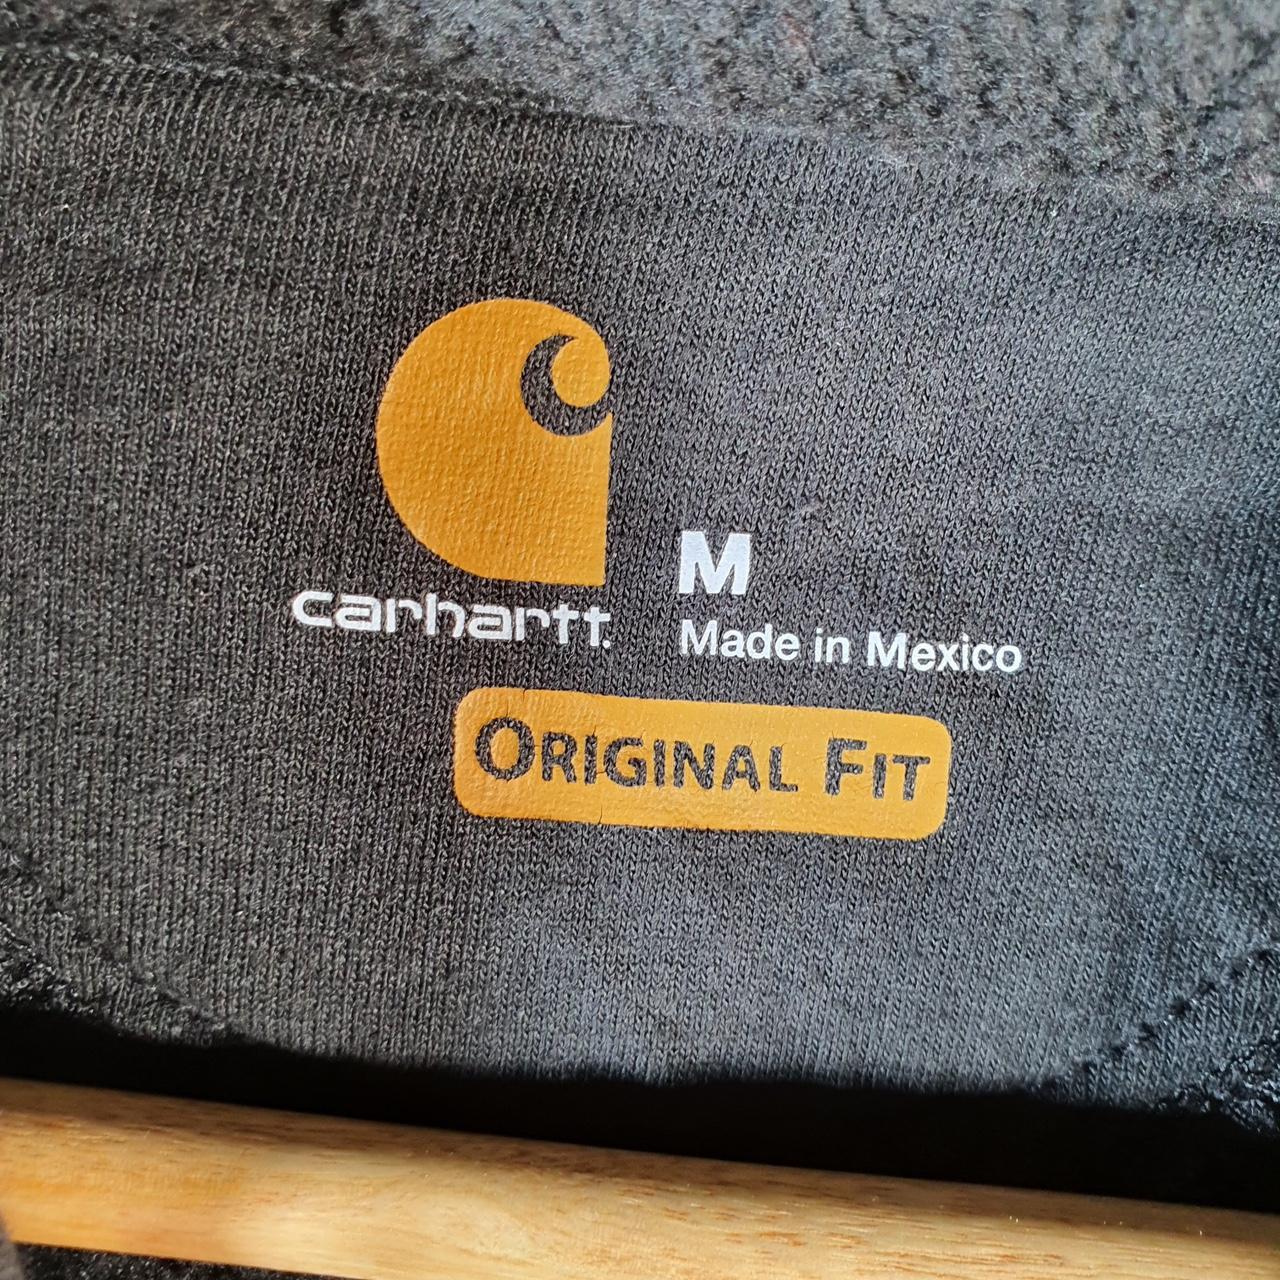 carhartt.
M
Made in Mexico
ORIGINAL FIT